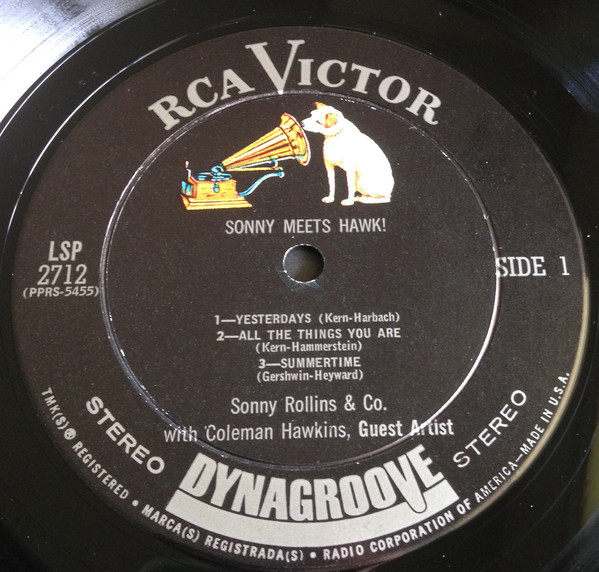 RCA VICTOR
SONNY MEETS HAWK!
LSP
2712
(PPRS-5455)
SIDE 1
1—YESTERDAYS (Kern-Harbach)
2—ALL THE THINGS YOU ARE
(Kern-Hammerstein)
3—SUMMERTIME
(Gershwin-Heyward)
Sonny Rollins & Co.
with Coleman Hawkins, Guest Artist
STEREO
STEREO
DYNAGROOVE
TMK(S)® REGISTERED • MARCA(S) REGISTRADA(S) • RADIO CORPORATION OF AMERICA—MADE IN U.S.A.